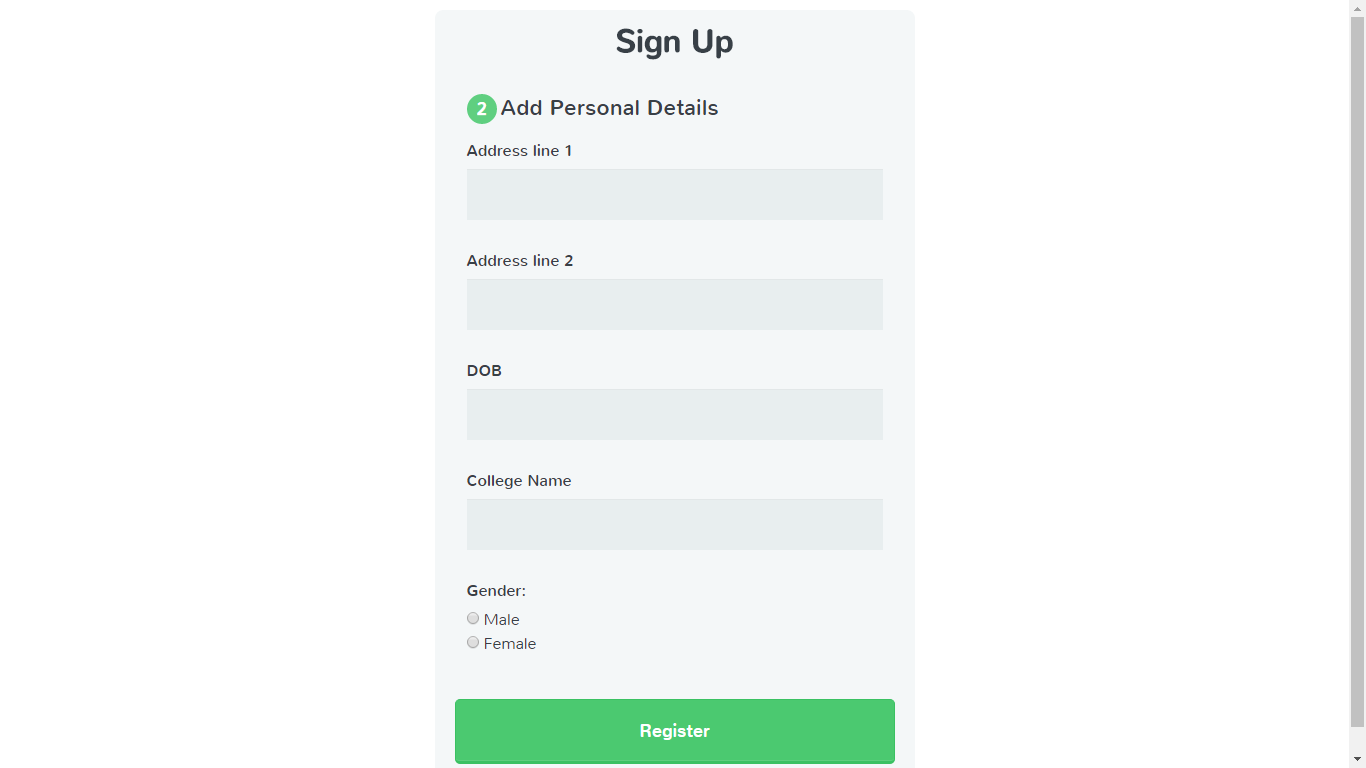 Sign Up
2 Add Personal Details
Address line 1
Address line 2
DOB
College Name
Gender:
Male
Female
Register